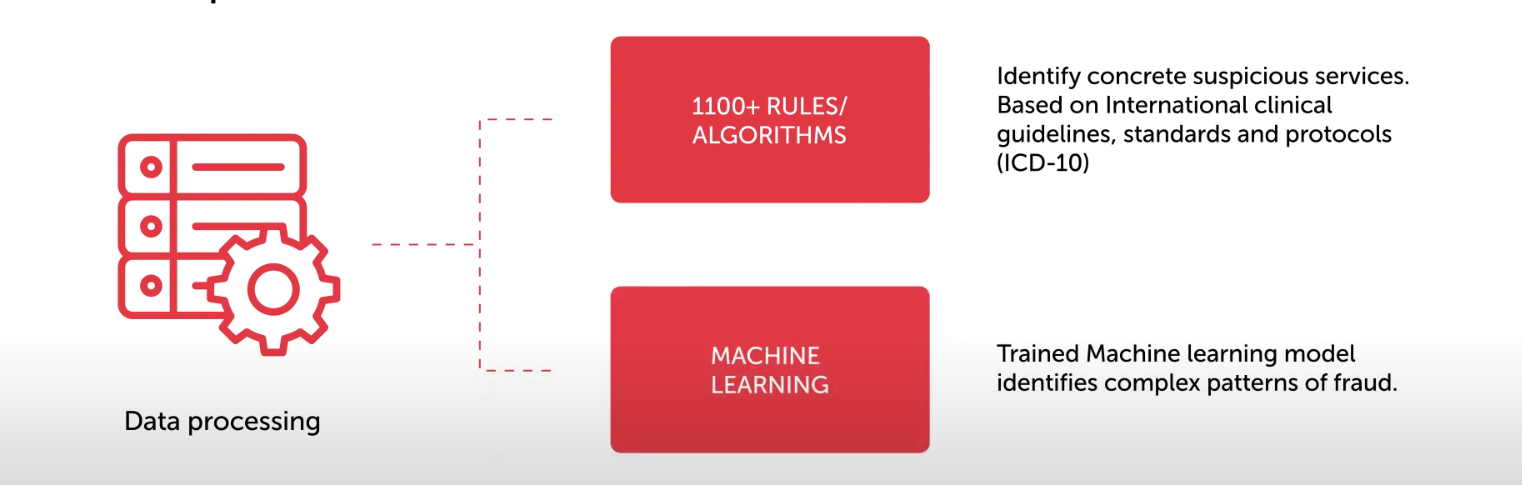 1100+ RULES/
ALGORITHMS
Identify concrete suspicious services.
Based on International clinical
guidelines, standards and protocols
(ICD-10)
MACHINE
LEARNING
Trained Machine learning model
identifies complex patterns of fraud.
Data processing